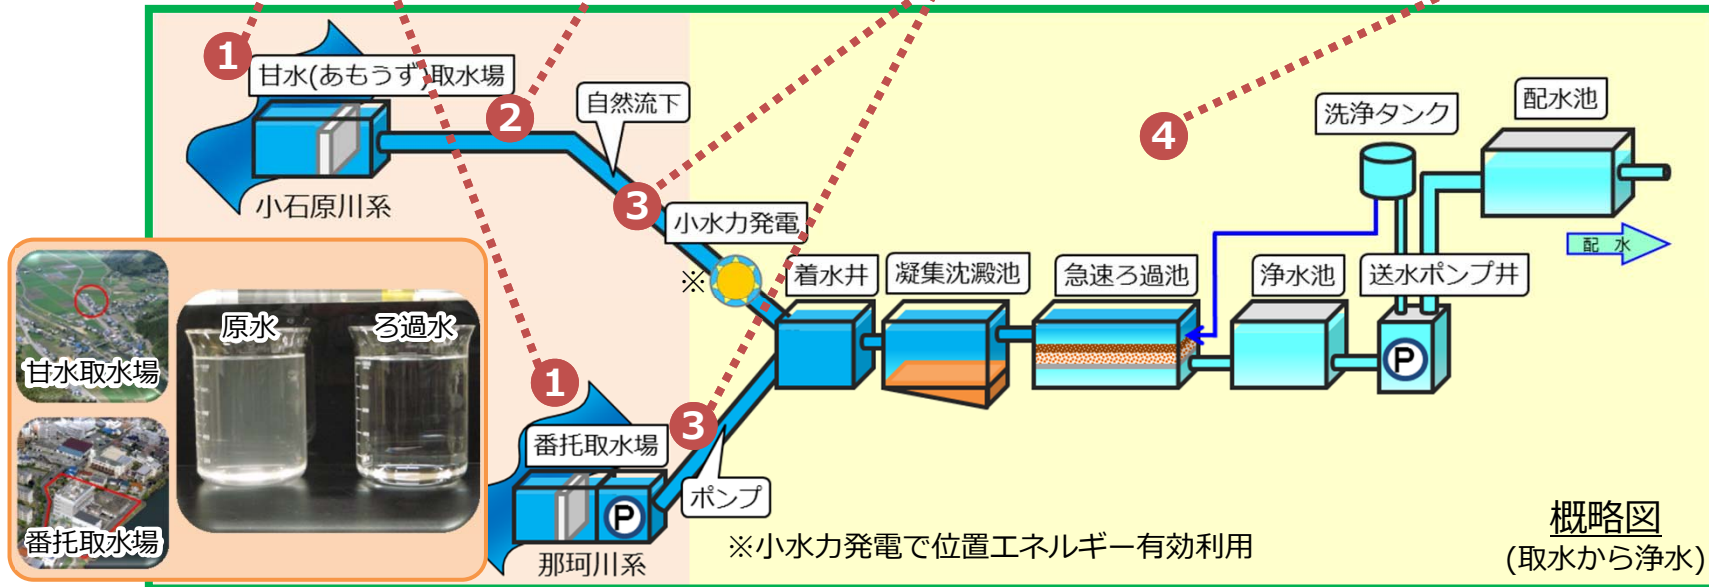 1
甘水(あもうず)取水場
2
自然流下
小石原川系
3
小水力発電
※
4
洗浄タンク
配水池
配 水
着水井
凝集沈澱池
急速ろ過池
浄水池
送水ポンプ井
P
甘水取水場
番托取水場
原水
ろ過水
1
番托取水場
P
那珂川系
3
ポンプ
※小水力発電で位置エネルギー有効利用
概略図
(取水から浄水)